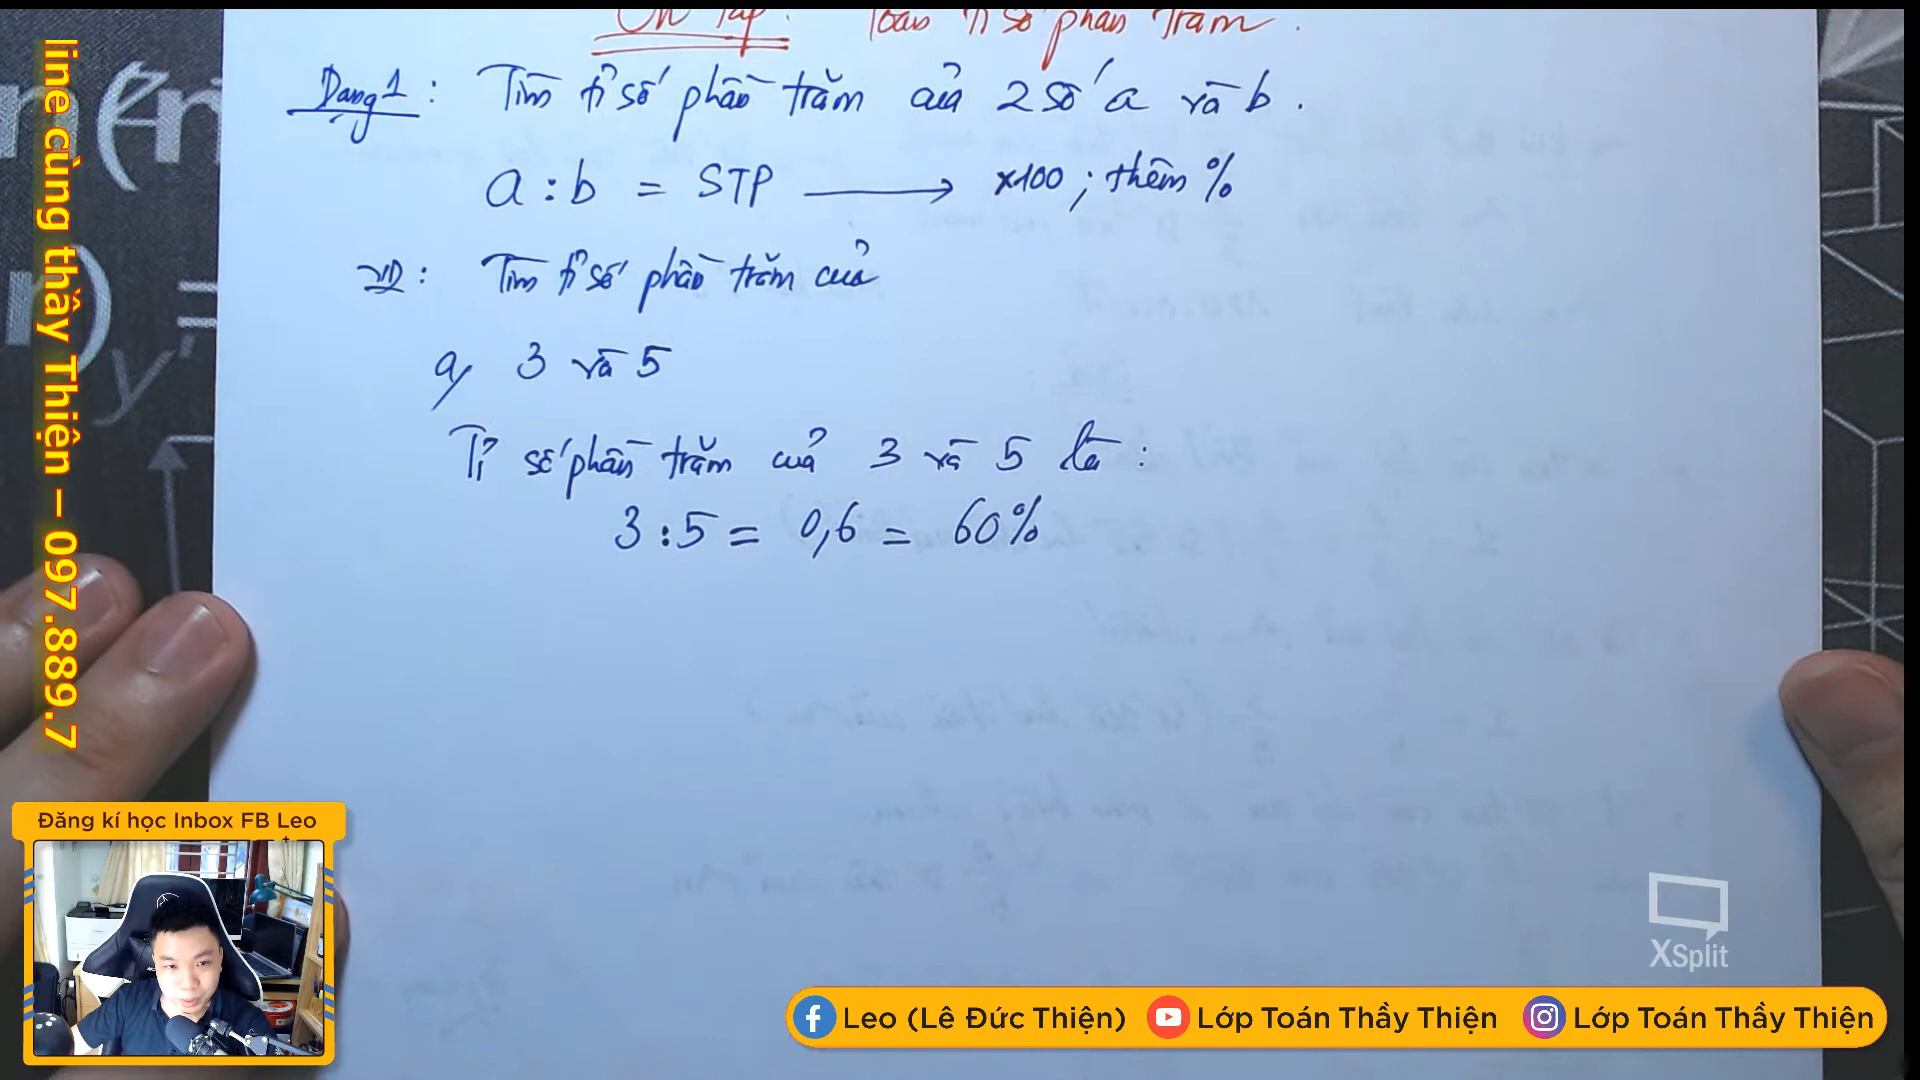 Ôn Tập: Toán Tỉ số phần trăm.
Dạng 1: Tìm tỉ số phần trăm của 2 số a và b.
a : b = STP ⟶ x100 ; thêm %
VD: Tìm tỉ số phần trăm của
a, 3 và 5
Tỉ số phần trăm của 3 và 5 là:
3 : 5 = 0,6 = 60%
line cùng thầy Thiện – 097.889.7
Đăng kí học Inbox FB Leo
XSplit
Leo (Lê Đức Thiện) Lớp Toán Thầy Thiện Lớp Toán Thầy Thiện